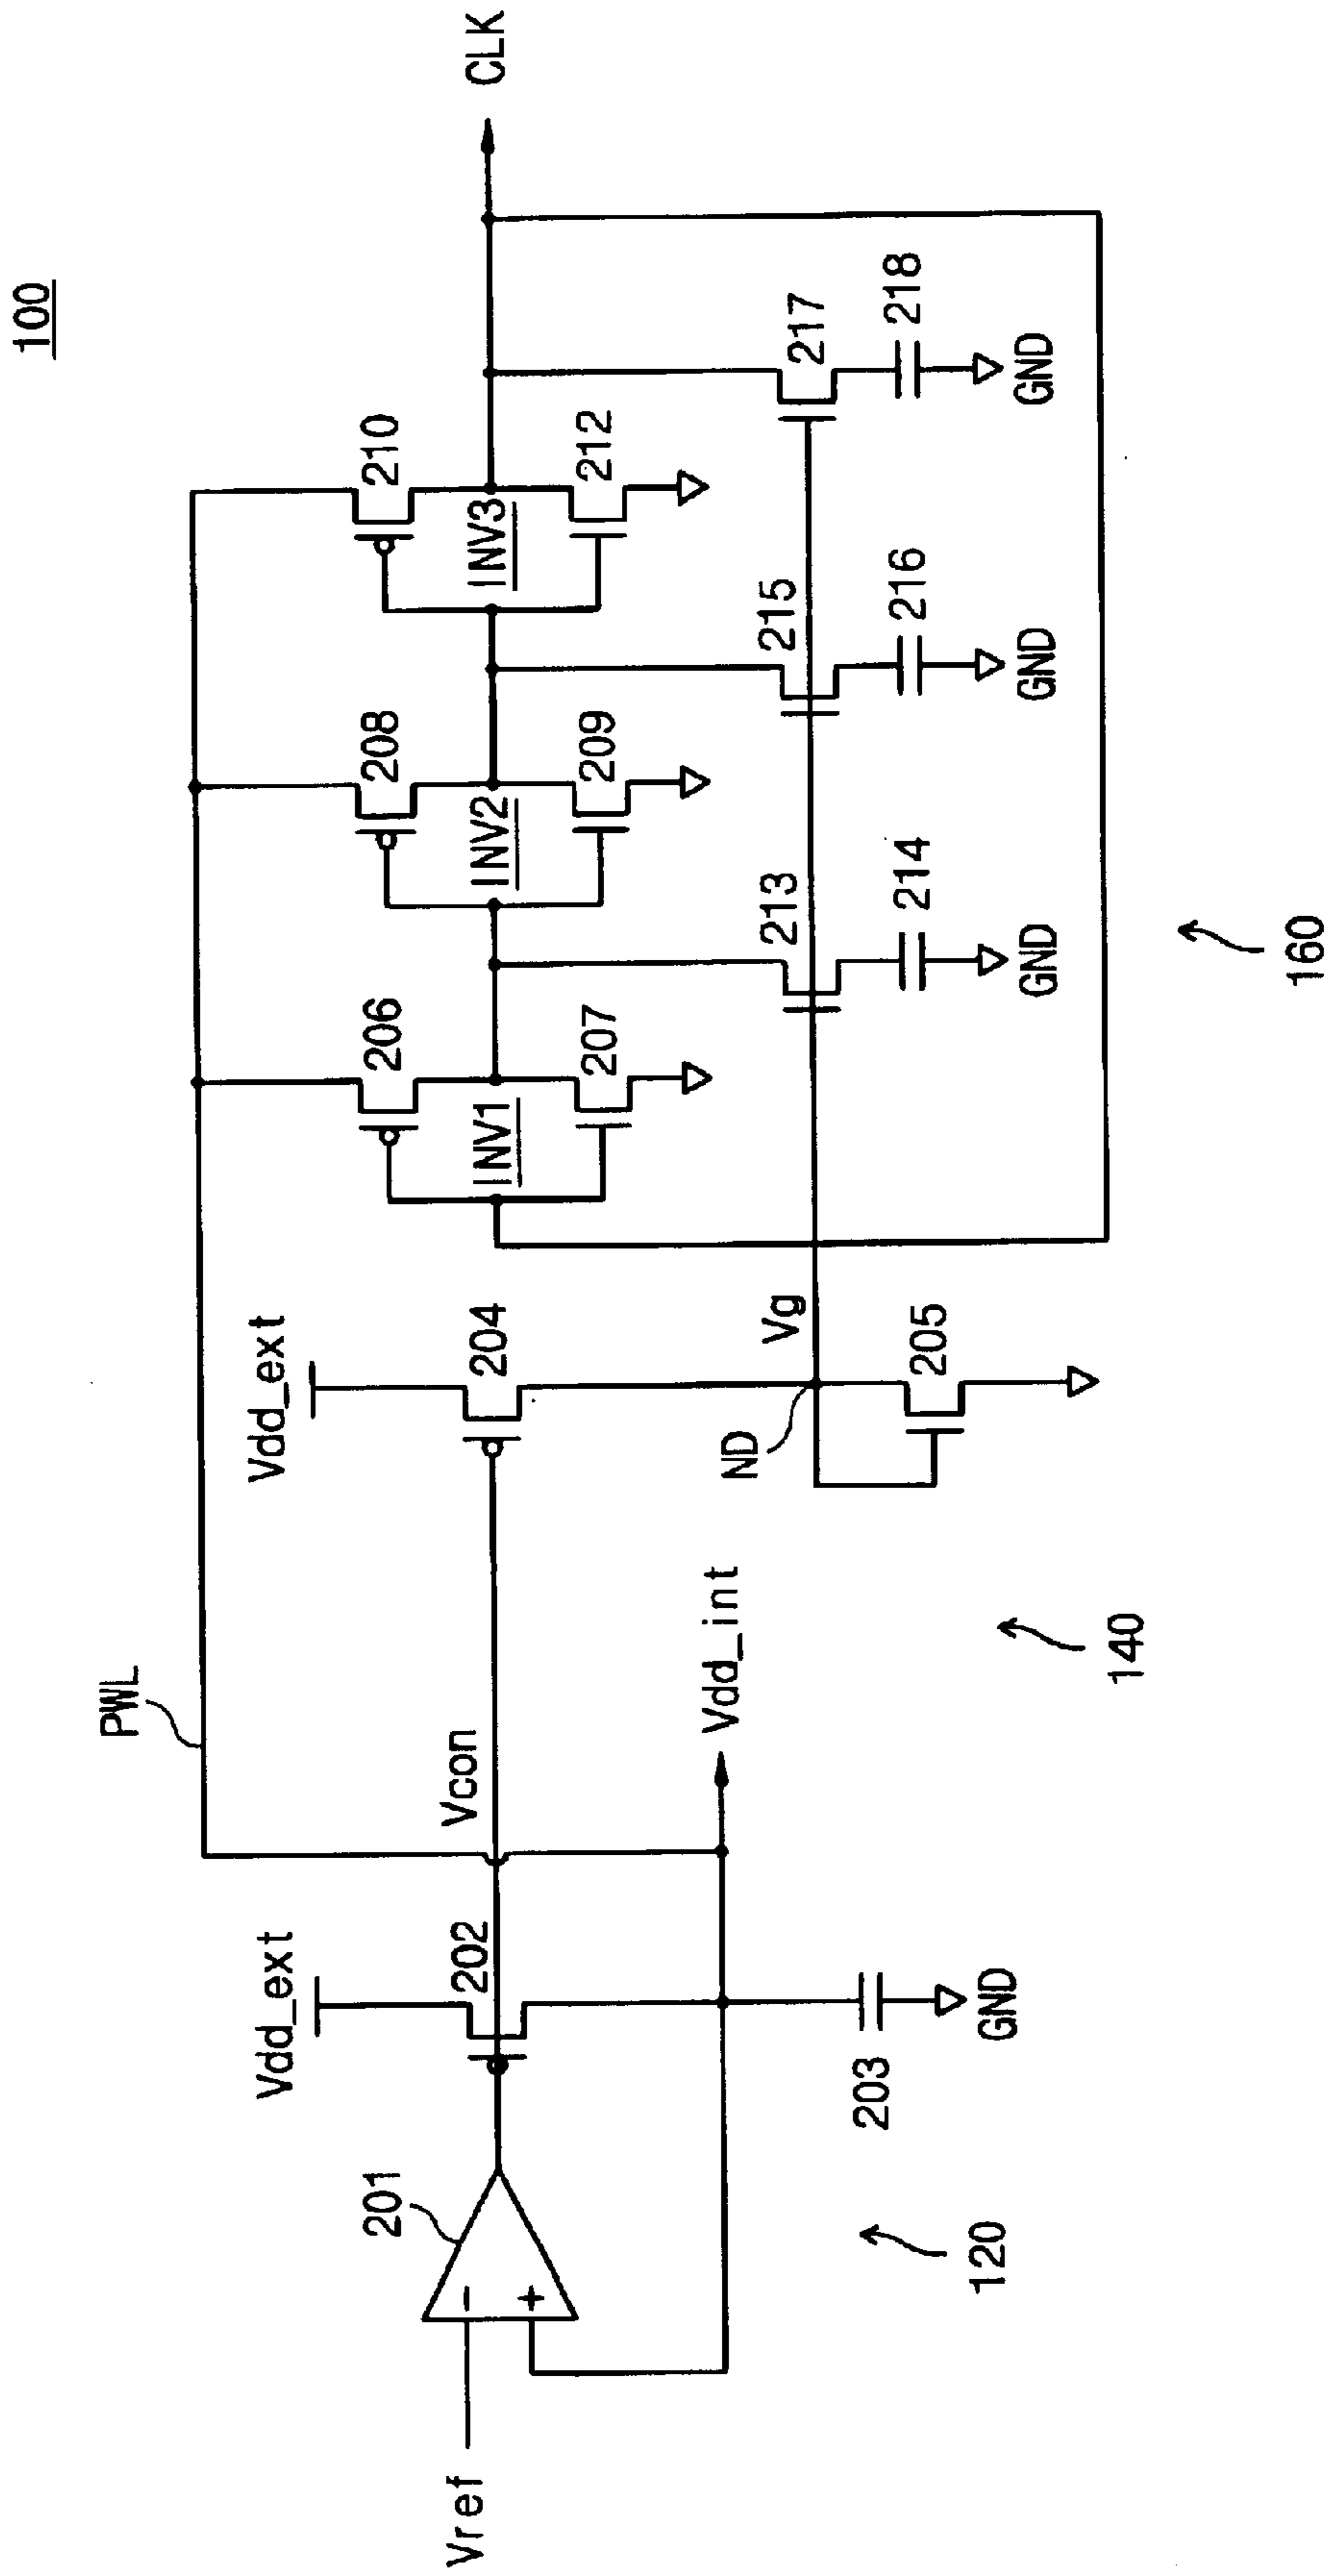 100
PWL
Vdd_ext
Vdd_ext
206
208
210
CLK
201
202
Vcon
204
INV1
INV2
INV3
Vref
-
+
207
209
212
Vdd_int
ND
Vg
213
215
217
203
205
214
216
218
GND
GND
GND
GND
120
140
160